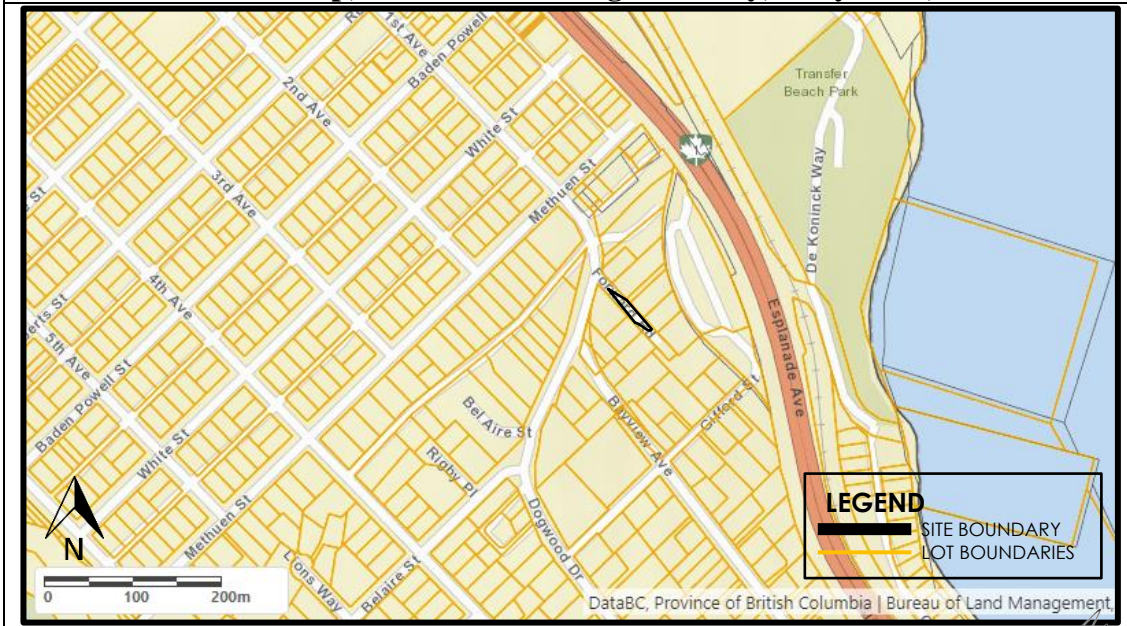 1st Ave
Baden Powell
2nd Ave
White St
3rd Ave
Methuen St
Transfer
Beach Park
De Koninck Way
1
4th Ave
5th Ave
Baden Powell St
White St
Bel Aire St
Rigby Pl
Bayview Ave
Gifford St
Esplanade Ave
Methuen St
Lions Way
Belaire St
Dogwood Dr
N
0 100 200m
LEGEND
SITE BOUNDARY
LOT BOUNDARIES
DataBC, Province of British Columbia | Bureau of Land Management,